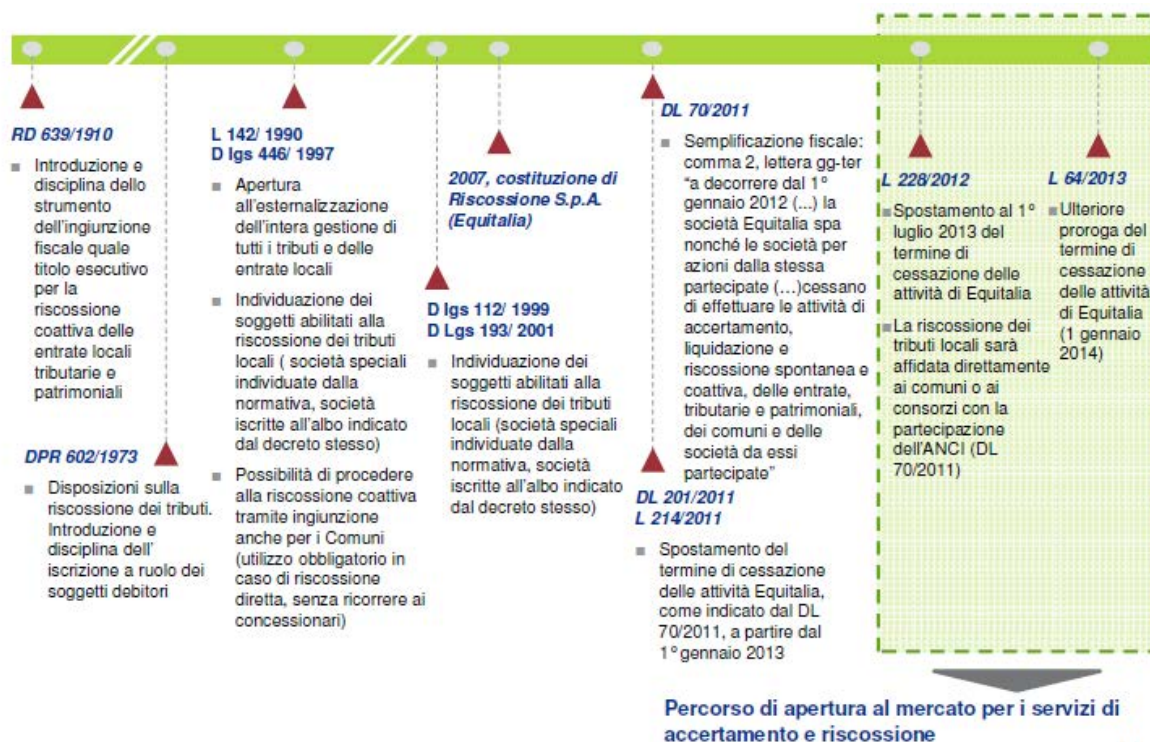 RD 639/1910
■ Introduzione e
disciplina dello
strumento
dell'ingiunzione
fiscale quale
titolo esecutivo
per la
riscossione
coattiva delle
entrate locali
tributarie e
patrimoniali
DPR 602/1973
■ Disposizioni sulla
riscossione dei tributi.
Introduzione e
disciplina dell'
iscrizione a ruolo dei
soggetti debitori
L 142/ 1990
D lgs 446/ 1997
■ Apertura
all'esternalizzazione
dell'intera gestione di
tutti i tributi e delle
entrate locali
■ Individuazione dei
soggetti abilitati alla
riscossione dei tributi
locali ( società speciali
individuate dalla
normativa, società
iscritte all'albo indicato
dal decreto stesso)
■ Possibilità di procedere
alla riscossione coattiva
tramite ingiunzione
anche per i Comuni
(utilizzo obbligatorio in
caso di riscossione
diretta, senza ricorrere ai
concessionari)
2007, costituzione di
Riscossione S.p.A.
(Equitalia)
D lgs 112/ 1999
D Lgs 193/ 2001
■ Individuazione dei
soggetti abilitati alla
riscossione dei tributi
locali (società speciali
individuate dalla
normativa, società
iscritte all'albo indicato
dal decreto stesso)
DL 70/2011
■ Semplificazione fiscale:
comma 2, lettera gg-ter
"a decorrere dal 1°
gennaio 2012 (...) la
società Equitalia spa
nonché le società per
azioni dalla stessa
partecipate (…)cessano
di effettuare le attività di
accertamento,
liquidazione e
riscossione spontanea e
coattiva, delle entrate,
tributarie e patrimoniali,
dei comuni e delle
società da essi
partecipate"
DL 201/2011
L 214/2011
■ Spostamento del
termine di cessazione
delle attività Equitalia,
come indicato dal DL
70/2011, a partire dal
1° gennaio 2013
L 228/2012
■Spostamento al 1°
luglio 2013 del
termine di
cessazione delle
attività di Equitalia
■La riscossione dei
tributi locali sarà
affidata direttamente
ai comuni o ai
consorzi con la
partecipazione
dell'ANCI (DL
70/2011)
L 64/2013
■Ulteriore
proroga del
termine di
cessazione
delle attività
di Equitalia
(1 gennaio
2014)
Percorso di apertura al mercato per i servizi di
accertamento e riscossione